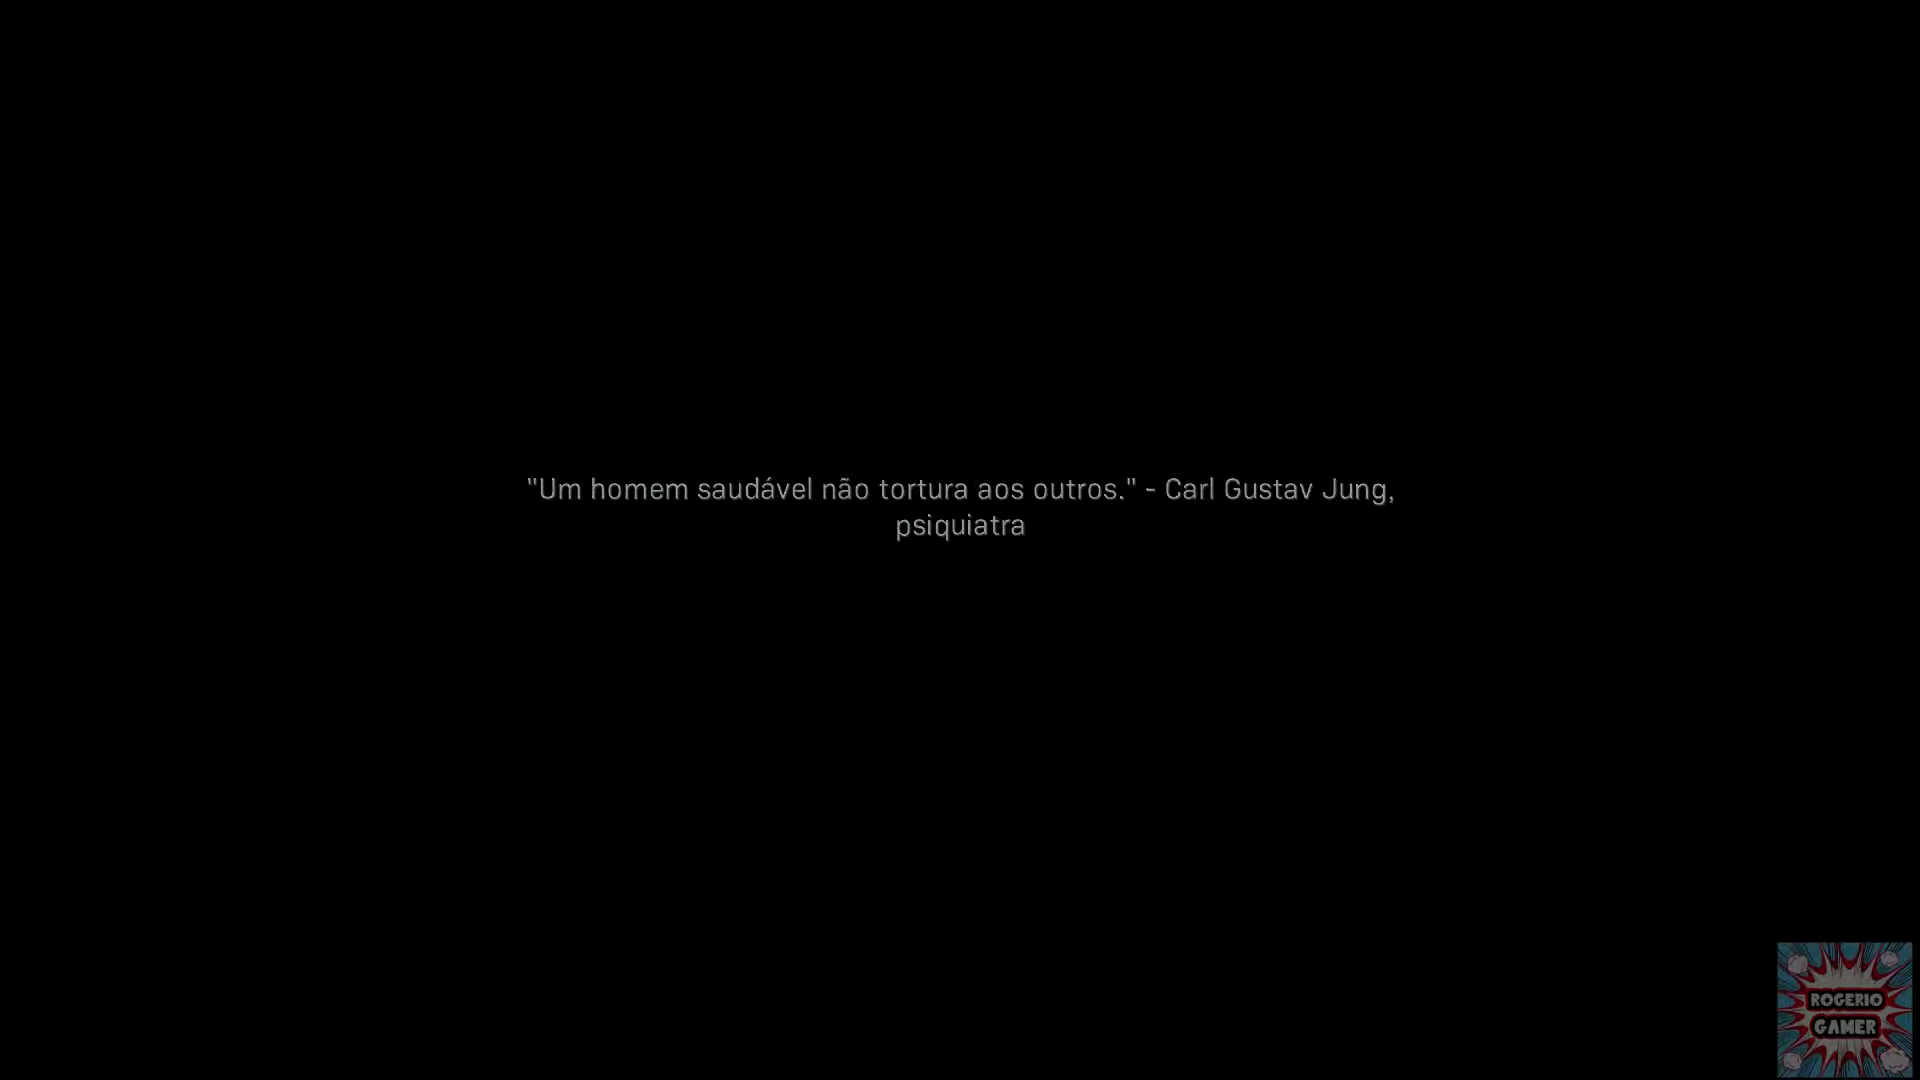 "Um homem saudável não tortura aos outros." - Carl Gustav Jung,
psiquiatra
ROGERIO
GAMER